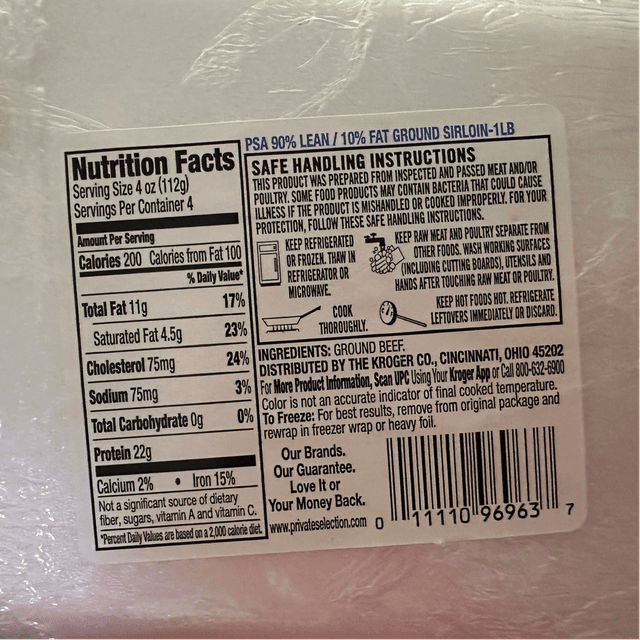 PSA 90% LEAN / 10% FAT GROUND SIRLOIN-1LB
Nutrition Facts
Serving Size 4 oz (112g)
Servings Per Container 4
Amount Per Serving
Calories 200 Calories from Fat 100
% Daily Value*
Total Fat 11g 17%
Saturated Fat 4.5g 23%
Cholesterol 75mg 24%
Sodium 75mg 3%
Total Carbohydrate 0g 0%
Protein 22g
Calcium 2% • Iron 15%
Not a significant source of dietary
fiber, sugars, vitamin A and vitamin C.
*Percent Daily Values are based on a 2,000 calorie diet.
SAFE HANDLING INSTRUCTIONS
THIS PRODUCT WAS PREPARED FROM INSPECTED AND PASSED MEAT AND/OR
POULTRY. SOME FOOD PRODUCTS MAY CONTAIN BACTERIA THAT COULD CAUSE
ILLNESS IF THE PRODUCT IS MISHANDLED OR COOKED IMPROPERLY. FOR YOUR
PROTECTION, FOLLOW THESE SAFE HANDLING INSTRUCTIONS.
KEEP REFRIGERATED
OR FROZEN. THAW IN
REFRIGERATOR OR
MICROWAVE.
KEEP RAW MEAT AND POULTRY SEPARATE FROM
OTHER FOODS. WASH WORKING SURFACES
(INCLUDING CUTTING BOARDS), UTENSILS AND
HANDS AFTER TOUCHING RAW MEAT OR POULTRY.
COOK
THOROUGHLY.
KEEP HOT FOODS HOT. REFRIGERATE
LEFTOVERS IMMEDIATELY OR DISCARD.
INGREDIENTS: GROUND BEEF.
DISTRIBUTED BY THE KROGER CO., CINCINNATI, OHIO 45202
For More Product Information, Scan UPC Using Your Kroger App or Call 800-632-6900
Color is not an accurate indicator of final cooked temperature.
To Freeze: For best results, remove from original package and
rewrap in freezer wrap or heavy foil.
Our Brands.
Our Guarantee.
Love It or
Your Money Back.
www.privateselection.com
0 11110 96963 7